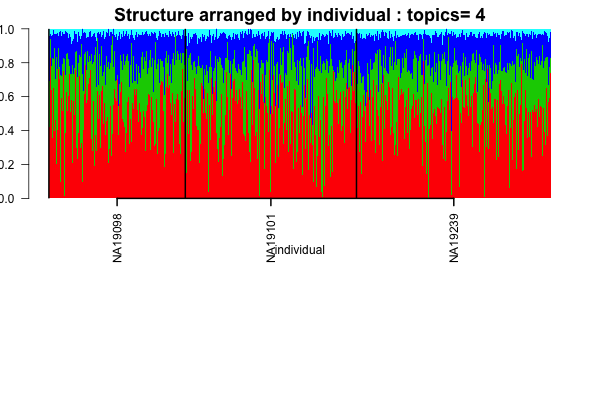 Structure arranged by individual : topics= 4
1.0
0.8
0.6
0.4
0.2
0.0
NA19098
NA19101
NA19239
individual